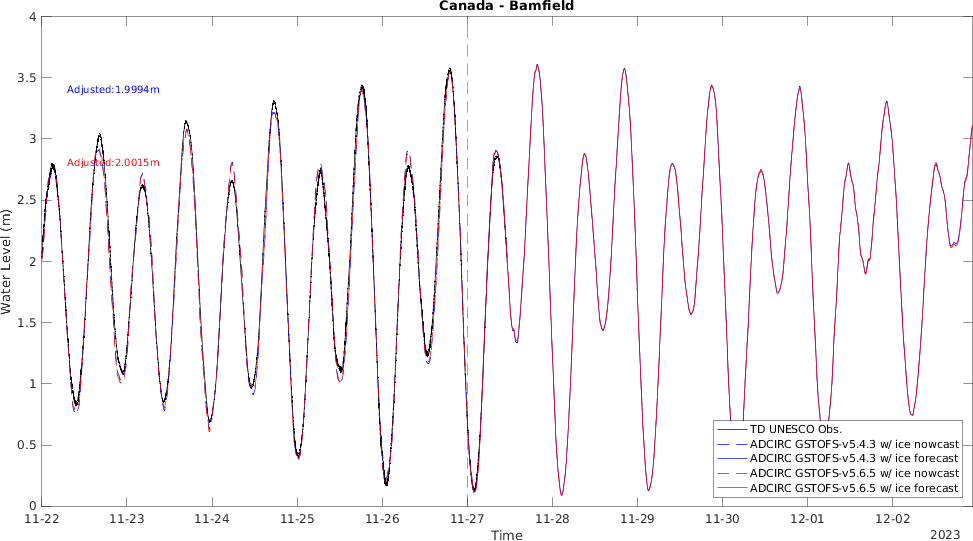 Canada - Bamfield
4
3.5
3
2.5
2
1.5
1
0.5
0
Water Level (m)
Adjusted:1.9994m
Adjusted:2.0015m
TD UNESCO Obs.
ADCIRC GSTOFS-v5.4.3 w/ ice nowcast
ADCIRC GSTOFS-v5.4.3 w/ ice forecast
ADCIRC GSTOFS-v5.6.5 w/ ice nowcast
ADCIRC GSTOFS-v5.6.5 w/ ice forecast
11-22 11-23 11-24 11-25 11-26 11-27 11-28 11-29 11-30 12-01 12-02
Time
2023